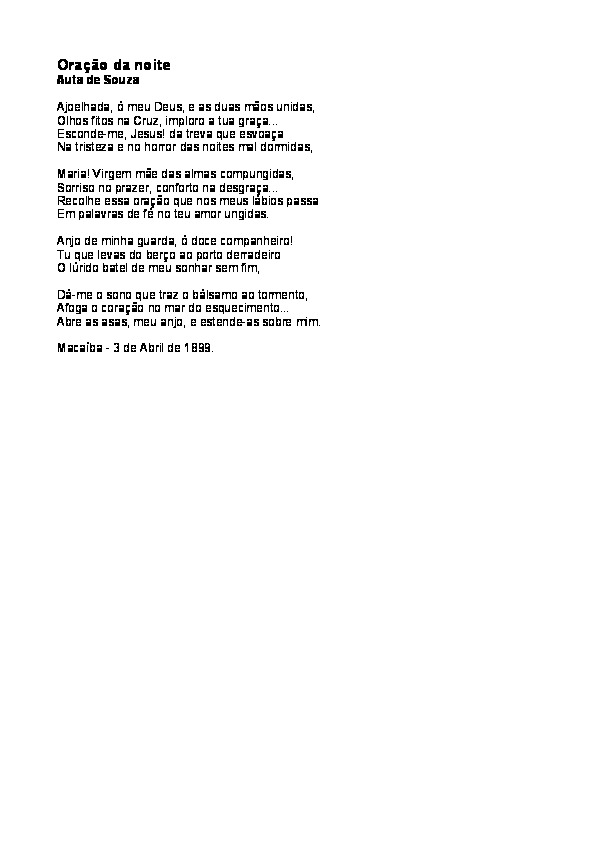 Oração da noite
Auta de Souza
Ajoelhada, ó meu Deus, e as duas mãos unidas,
Olhos fitos na Cruz, imploro a tua graça...
Esconde-me, Jesus! da treva que esvoaça
Na tristeza e no horror das noites mal dormidas,
Maria! Virgem mãe das almas compungidas,
Sorriso no prazer, conforto na desgraça...
Recolhe essa oração que nos meus lábios passa
Em palavras de fé no teu amor ungidas.
Anjo de minha guarda, ó doce companheiro!
Tu que levas do berço ao porto derradeiro
O lúrido batel de meu sonhar sem fim,
Dá-me o sono que traz o bálsamo ao tormento,
Afoga o coração no mar do esquecimento...
Abre as asas, meu anjo, e estende-as sobre mim.
Macaíba - 3 de Abril de 1899.